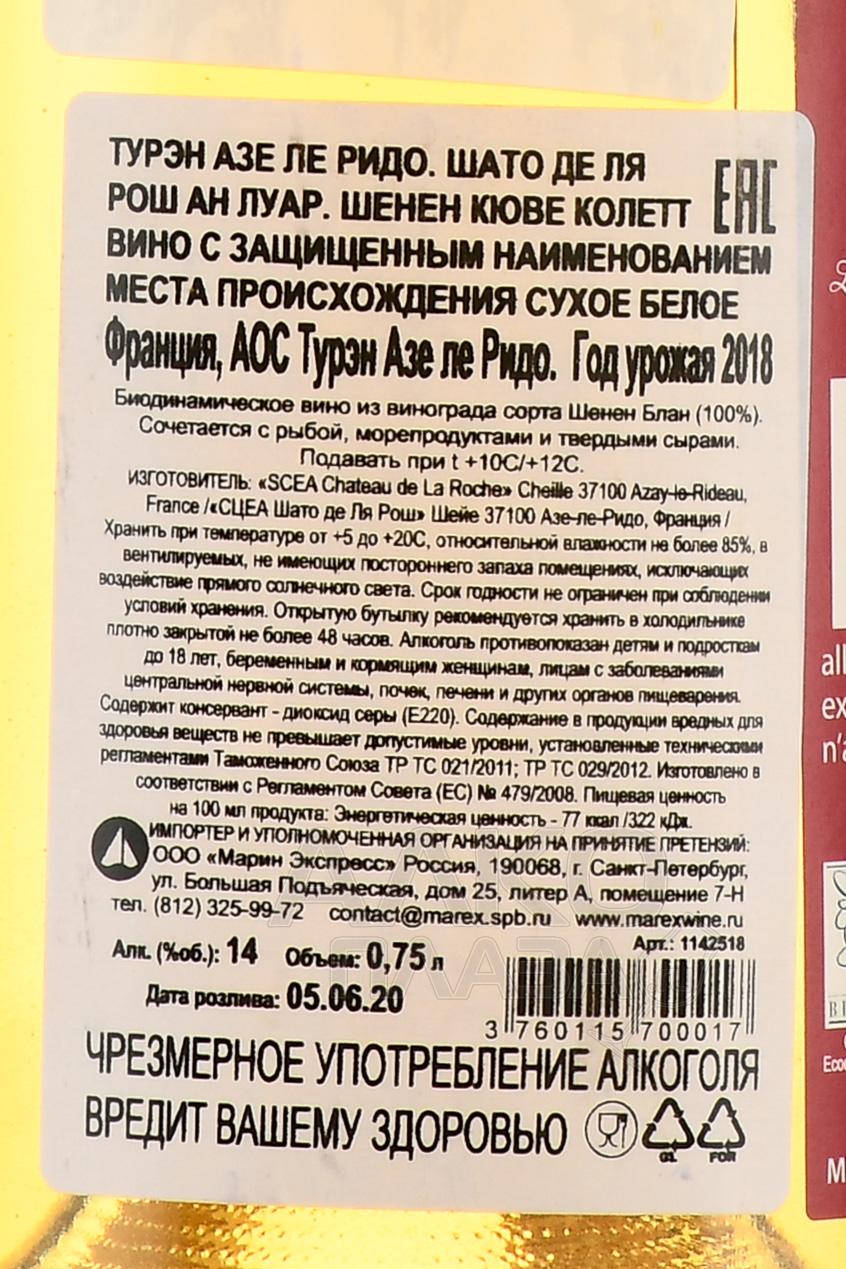 ТУРЭН АЗЕ ЛЕ РИДО. ШАТО ДЕ ЛЯ
РОШ АН ЛУАР. ШЕНЕН КЮВЕ КОЛЕТТ
EAC
ВИНО С ЗАЩИЩЕННЫМ НАИМЕНОВАНИЕМ
МЕСТА ПРОИСХОЖДЕНИЯ СУХОЕ БЕЛОЕ
Франция, АОС Турэн Азе ле Ридо. Год урожая 2018
Биодинамическое вино из винограда сорта Шенен Блан (100%).
Сочетается с рыбой, морепродуктами и твердыми сырами.
Подавать при t +10С/+12С.
ИЗГОТОВИТЕЛЬ: «SCEA Chateau de La Roche» Cheille 37100 Azay-le-Rideau,
France /«СЦЕА Шато де Ля Рош» Шейе 37100 Азе-ле-Ридо, Франция /
Хранить при температуре от +5 до +20С, относительной влажности не более 85%, в
вентилируемых, не имеющих постороннего запаха помещениях, исключающих
воздействие прямого солнечного света. Срок годности не ограничен при соблюдении
условий хранения. Открытую бутылку рекомендуется хранить в холодильнике
плотно закрытой не более 48 часов. Алкоголь противопоказан детям и подросткам
до 18 лет, беременным и кормящим женщинам, лицам с заболеваниями
центральной нервной системы, почек, печени и других органов пищеварения.
Содержит консервант - диоксид серы (Е220). Содержание в продукции вредных для
здоровья веществ не превышает допустимые уровни, установленные техническими
регламентами Таможенного Союза ТР ТС 021/2011; ТР ТС 029/2012. Изготовлено в
соответствии с Регламентом Совета (ЕС) № 479/2008. Пищевая ценность
на 100 мл продукта: Энергетическая ценность - 77 ккал /322 кДж.
ИМПОРТЕР И УПОЛНОМОЧЕННАЯ ОРГАНИЗАЦИЯ НА ПРИНЯТИЕ ПРЕТЕНЗИЙ:
ООО «Марин Экспресс» Россия, 190068, г. Санкт-Петербург,
ул. Большая Подъяческая, дом 25, литер А, помещение 7-Н
тел. (812) 325-99-72 contact@marex.spb.ru www.marexwine.ru
Арт.: 1142518
Алк. (%об.): 14 Объем: 0,75 л
Дата розлива: 05.06.20
3 760115 700017
ЧРЕЗМЕРНОЕ УПОТРЕБЛЕНИЕ АЛКОГОЛЯ
ВРЕДИТ ВАШЕМУ ЗДОРОВЬЮ
GL FOR
all
ex
n'a